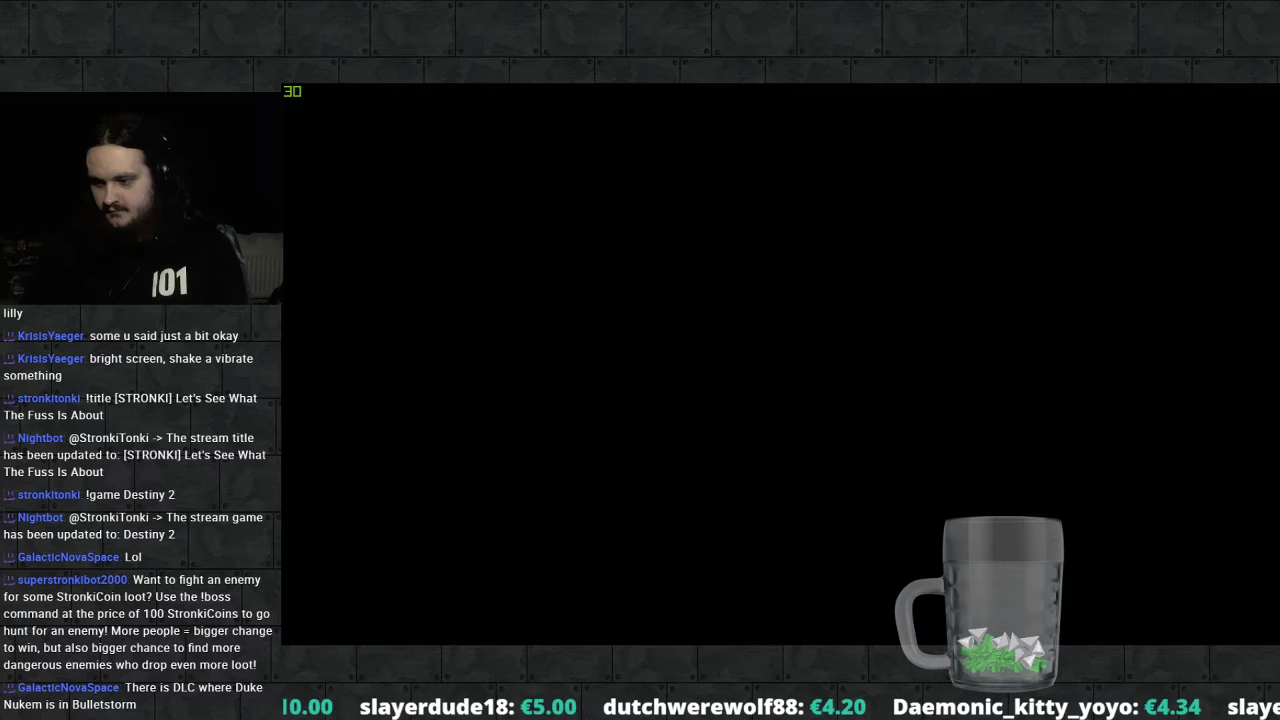 30
101
lilly
KrisisYaeger: some u said just a bit okay
KrisisYaeger: bright screen, shake a vibrate
something
stronkitonki: !title [STRONKI] Let's See What
The Fuss Is About
Nightbot: @StronkiTonki -> The stream title
has been updated to: [STRONKI] Let's See What
The Fuss Is About
stronkitonki: !game Destiny 2
Nightbot: @StronkiTonki -> The stream game
has been updated to: Destiny 2
GalacticNovaSpace: Lol
superstronkibot2000: Want to fight an enemy
for some StronkiCoin loot? Use the !boss
command at the price of 100 StronkiCoins to go
hunt for an enemy! More people = bigger change
to win, but also bigger chance to find more
dangerous enemies who drop even more loot!
GalacticNovaSpace: There is DLC where Duke
Nukem is in Bulletstorm
10.00 slayerdude18: €5.00 dutchwerewolf88: €4.20 Daemonic_kitty_yoyo: €4.34 slaye